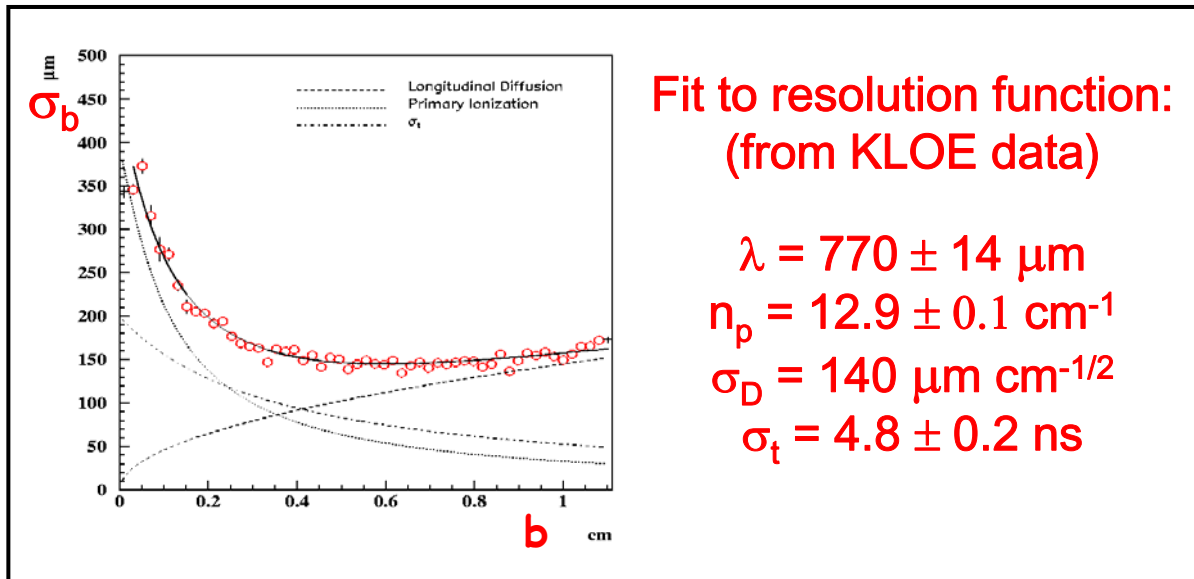 μm
σb
500
450
400
350
300
250
200
150
100
50
0
Longitudinal Diffusion
Primary Ionization
σt
0 0.2 0.4 0.6 0.8 1
b cm
Fit to resolution function:
(from KLOE data)
λ = 770 ± 14 μm
np = 12.9 ± 0.1 cm-1
σD = 140 μm cm-1/2
σt = 4.8 ± 0.2 ns